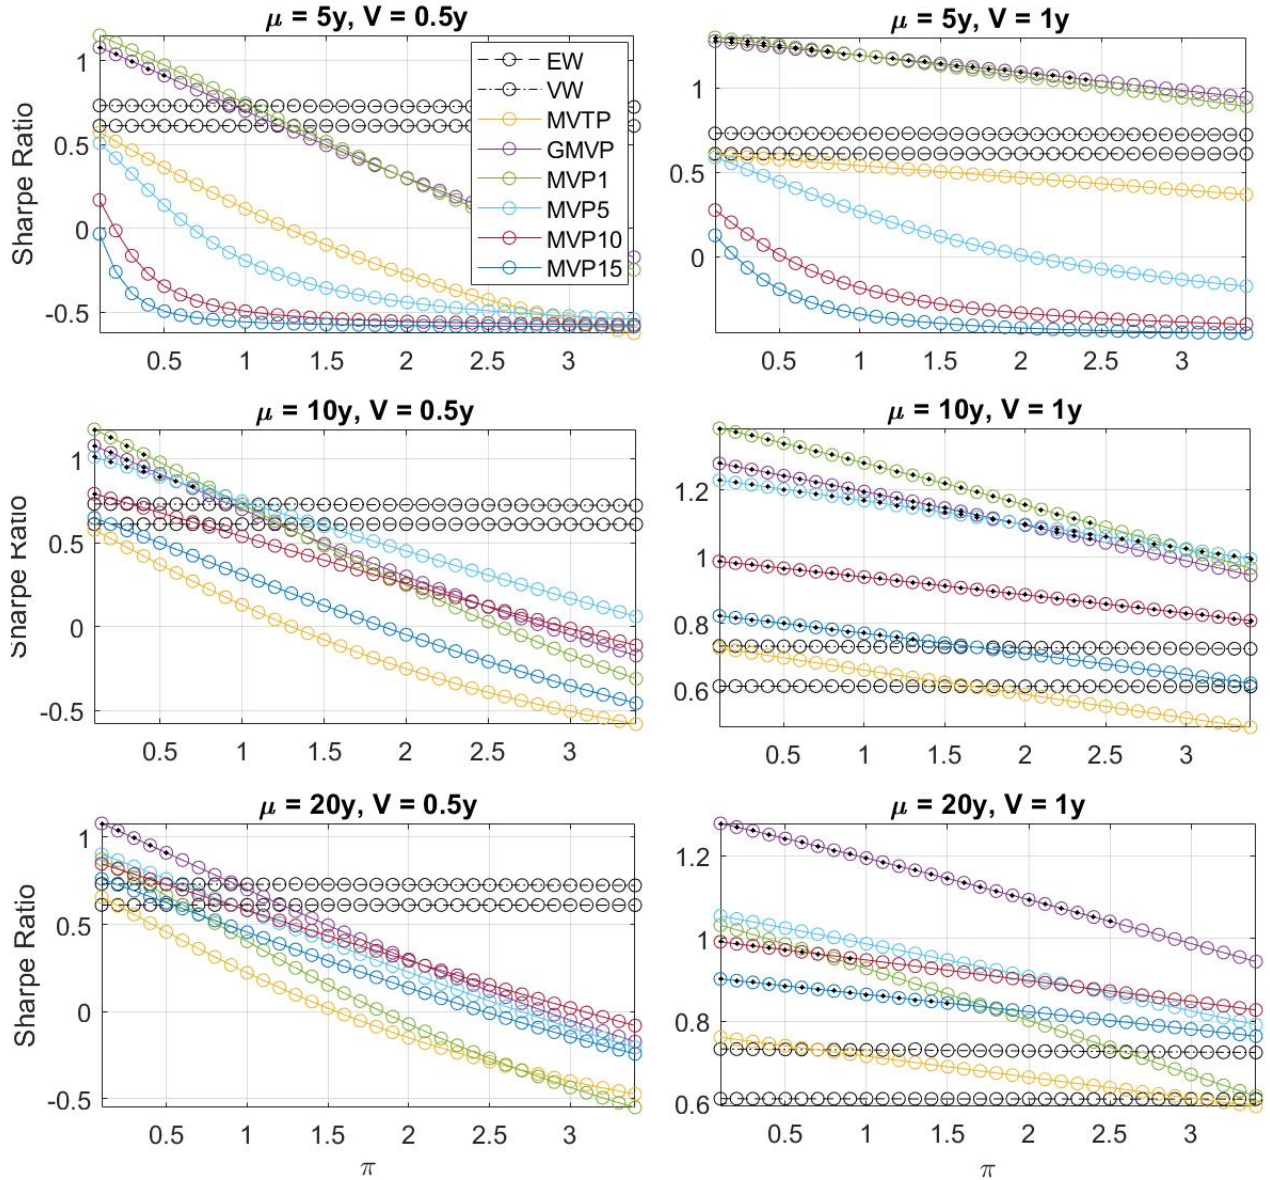 μ = 5y, V = 0.5y
Sharpe Ratio
1
0.5
0
-0.5
0.5 1 1.5 2 2.5 3
EW
VW
MVTP
GMVP
MVP1
MVP5
MVP10
MVP15
μ = 5y, V = 1y
1
0.5
0
0.5 1 1.5 2 2.5 3
μ = 10y, V = 0.5y
Sharpe Ratio
1
0.5
0
-0.5
0.5 1 1.5 2 2.5 3
μ = 10y, V = 1y
1.2
1
0.8
0.6
0.5 1 1.5 2 2.5 3
μ = 20y, V = 0.5y
Sharpe Ratio
1
0.5
0
-0.5
0.5 1 1.5 2 2.5 3
π
μ = 20y, V = 1y
1.2
1
0.8
0.6
0.5 1 1.5 2 2.5 3
π